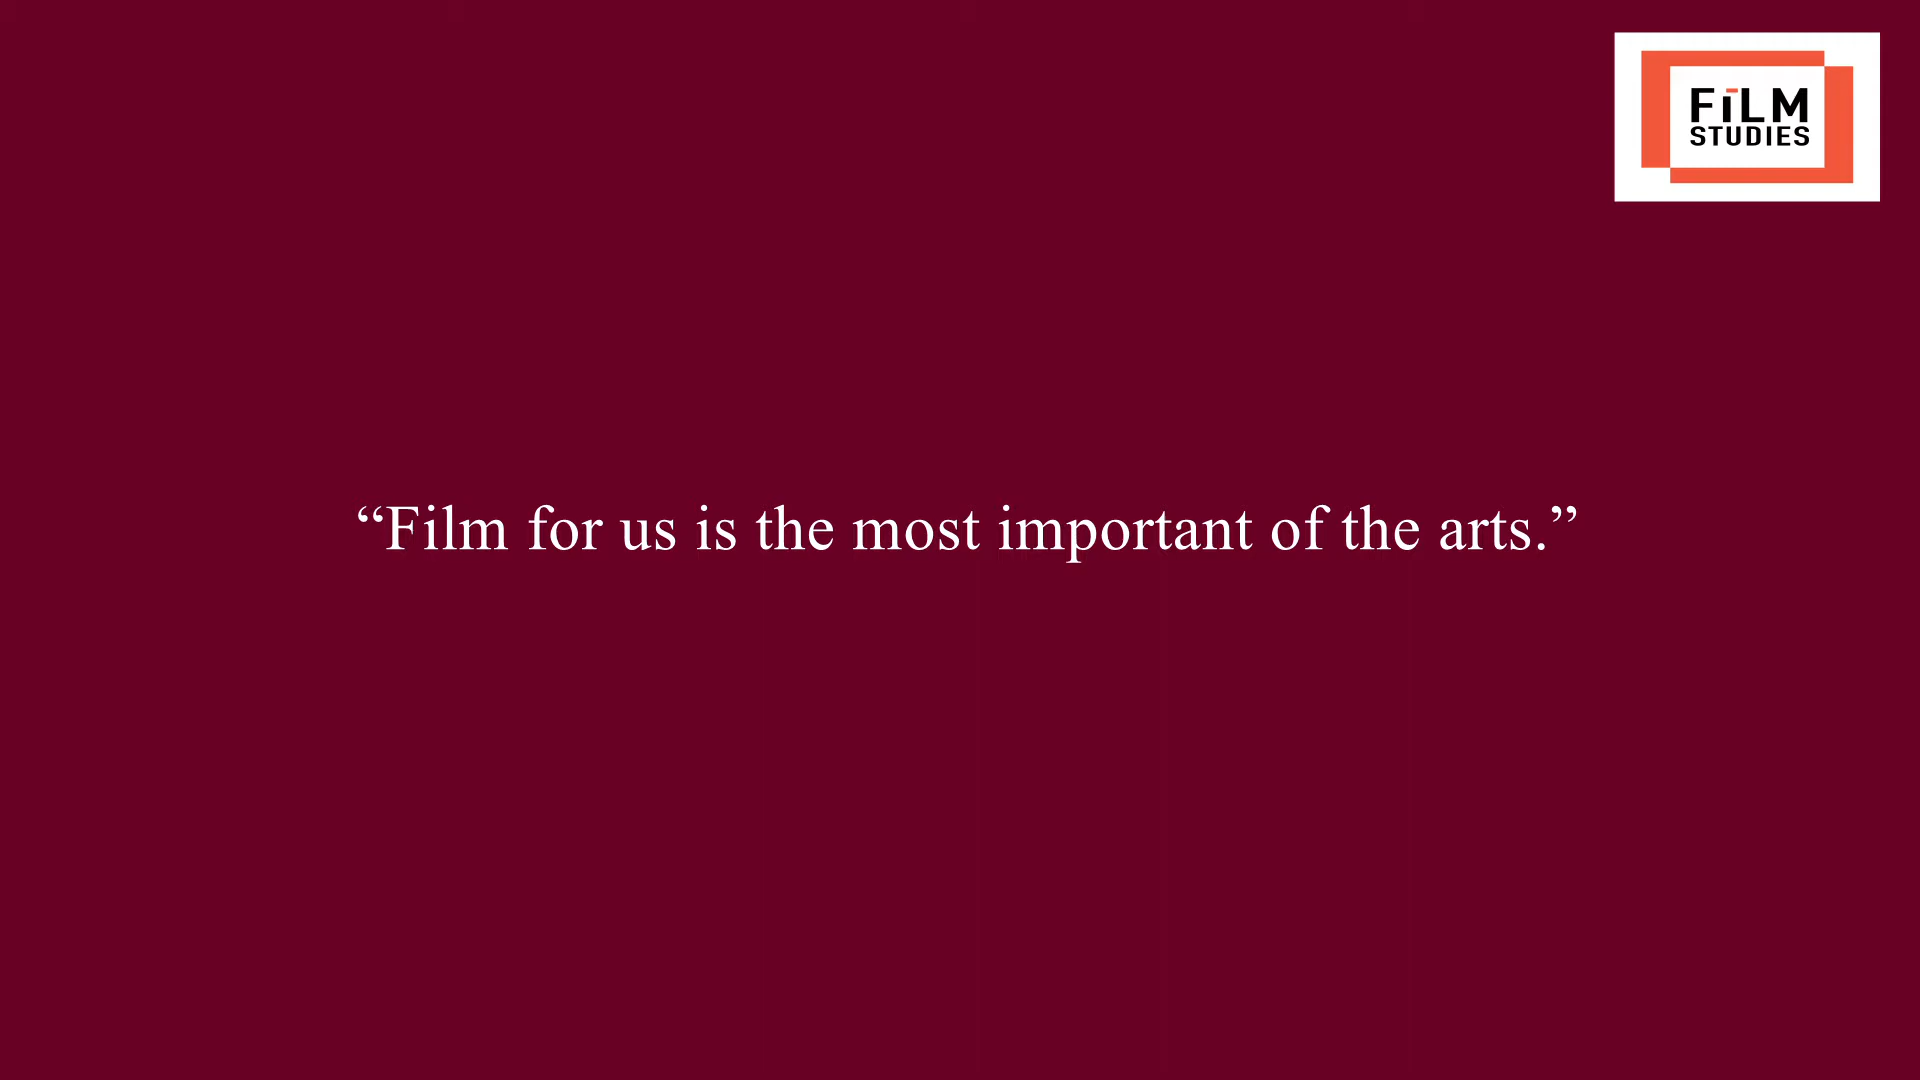 FiLM
STUDIES
“Film for us is the most important of the arts.”